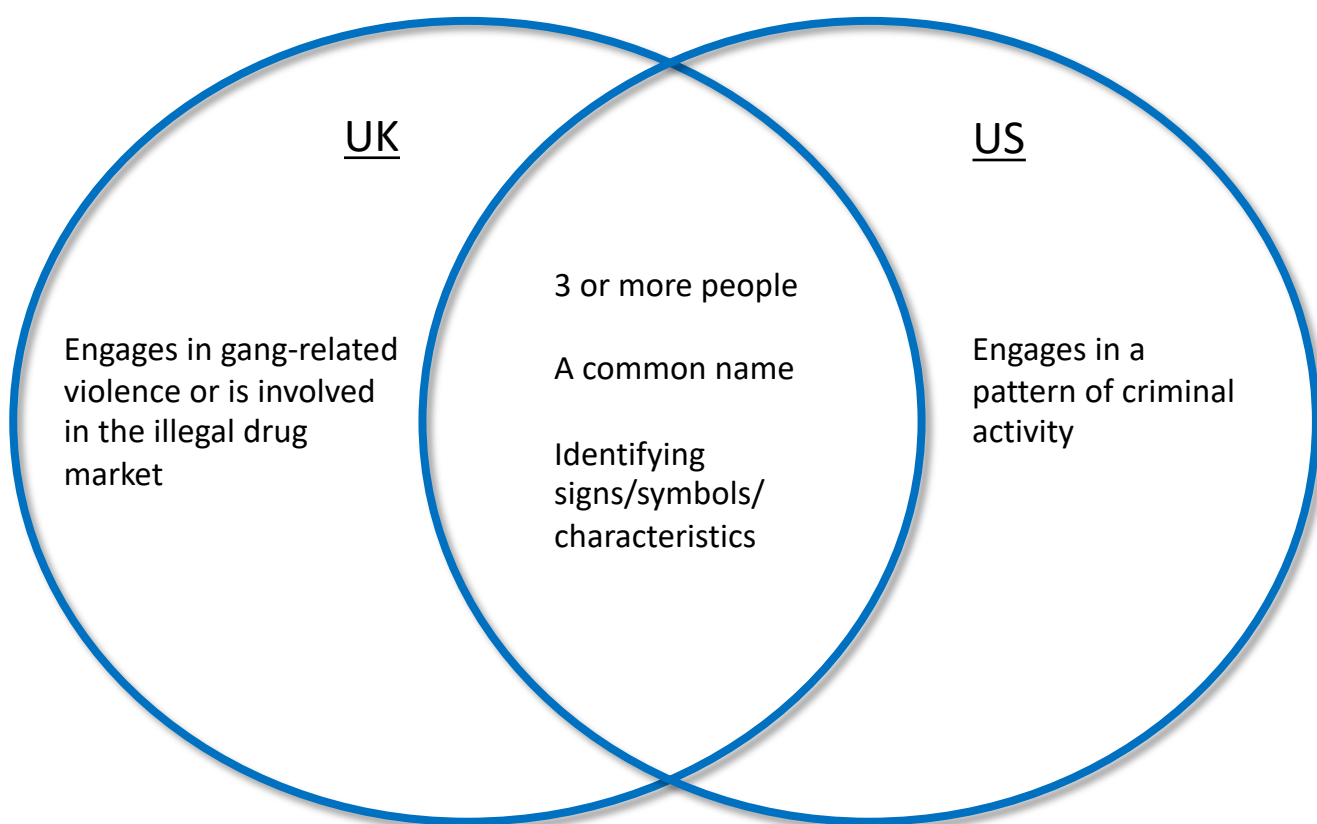 UK
US
Engages in gang-related
violence or is involved
in the illegal drug
market
3 or more people
A common name
Identifying
signs/symbols/
characteristics
Engages in a
pattern of criminal
activity